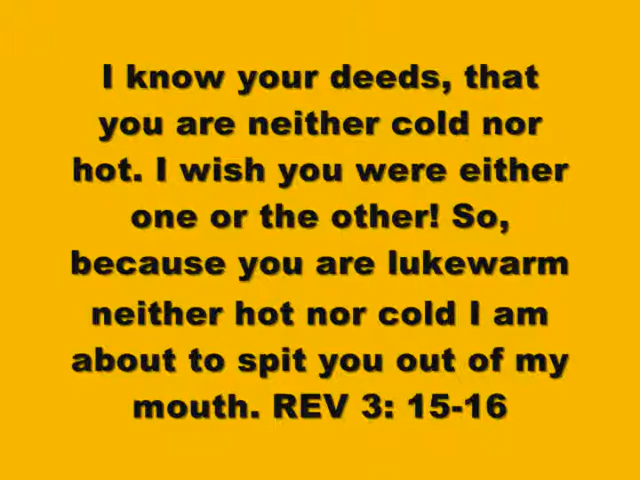 I know your deeds, that
you are neither cold nor
hot. I wish you were either
one or the other! So,
because you are lukewarm
neither hot nor cold I am
about to spit you out of my
mouth. REV 3: 15-16